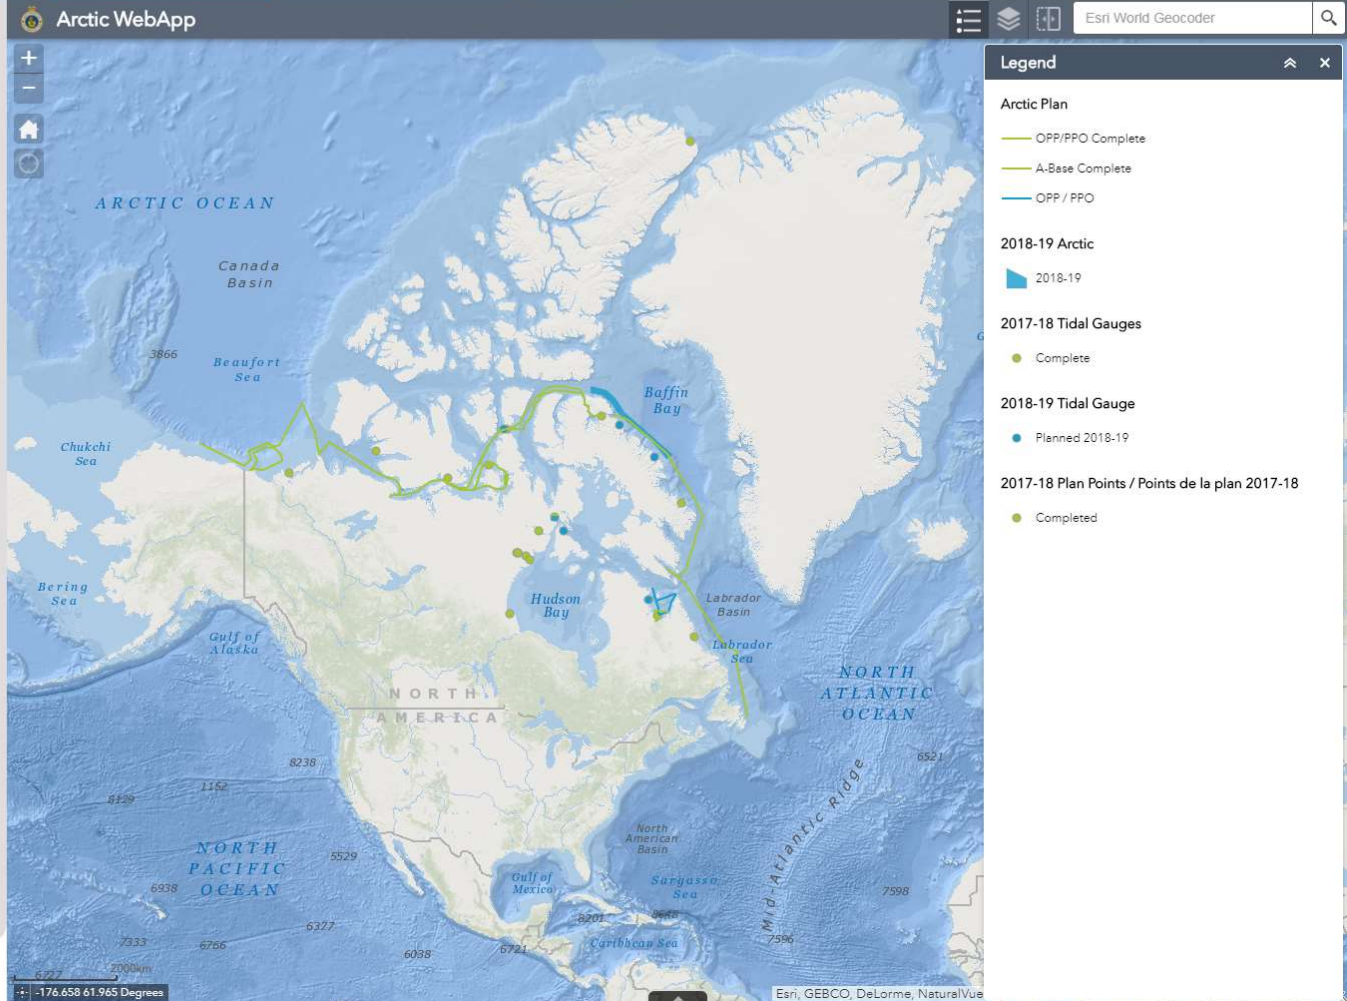 Arctic WebApp
Esri World Geocoder
Legend
Arctic Plan
OPP/PPO Complete
A-Base Complete
OPP / PPO
2018-19 Arctic
2018-19
2017-18 Tidal Gauges
Complete
2018-19 Tidal Gauge
Planned 2018-19
2017-18 Plan Points / Points de la plan 2017-18
Completed
ARCTIC OCEAN
Canada
Basin
3866
Beaufort
Sea
Baffin
Bay
Chukchi
Sea
Bering
Sea
Gulf of
Alaska
Hudson
Bay
Labrador
Basin
Labrador
Sea
NORTH
AMERICA
NORTH
ATLANTIC
OCEAN
8238
1152
8129
6521
Mid-Atlantic Ridge
North
American
Basin
NORTH
PACIFIC
OCEAN
5529
6938
Gulf of
Mexico
Sargasso
Sea
7598
8201
6327
7333
6766
6038
6721
Caribbean Sea
7596
6727
2000km
-176.658 61.965 Degrees
Esri, GEBCO, DeLorme, NaturalVue